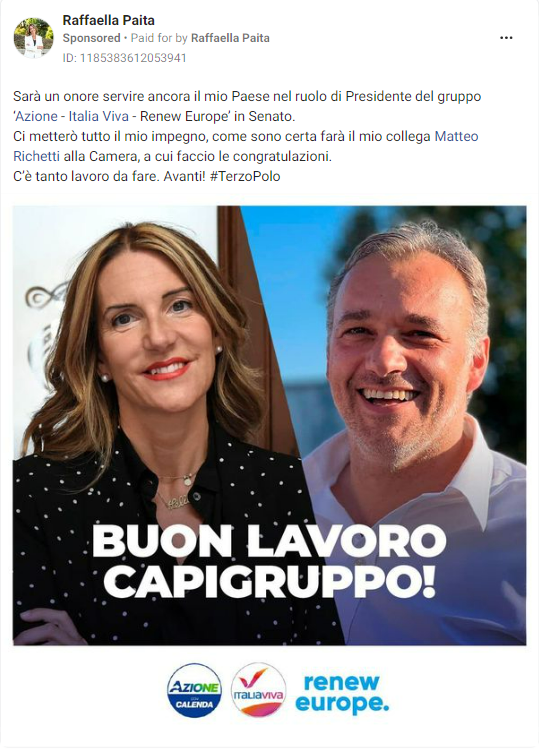 Raffaella Paita
Sponsored • Paid for by Raffaella Paita
ID: 1185383612053941
Sarà un onore servire ancora il mio Paese nel ruolo di Presidente del gruppo
‘Azione - Italia Viva - Renew Europe’ in Senato.
Ci metterò tutto il mio impegno, come sono certa farà il mio collega Matteo
Richetti alla Camera, a cui faccio le congratulazioni.
C’è tanto lavoro da fare. Avanti! #TerzoPolo
BUON LAVORO
CAPIGRUPPO!
AZIONE
CALENDA
ITALIAVIVA
renew
europe.